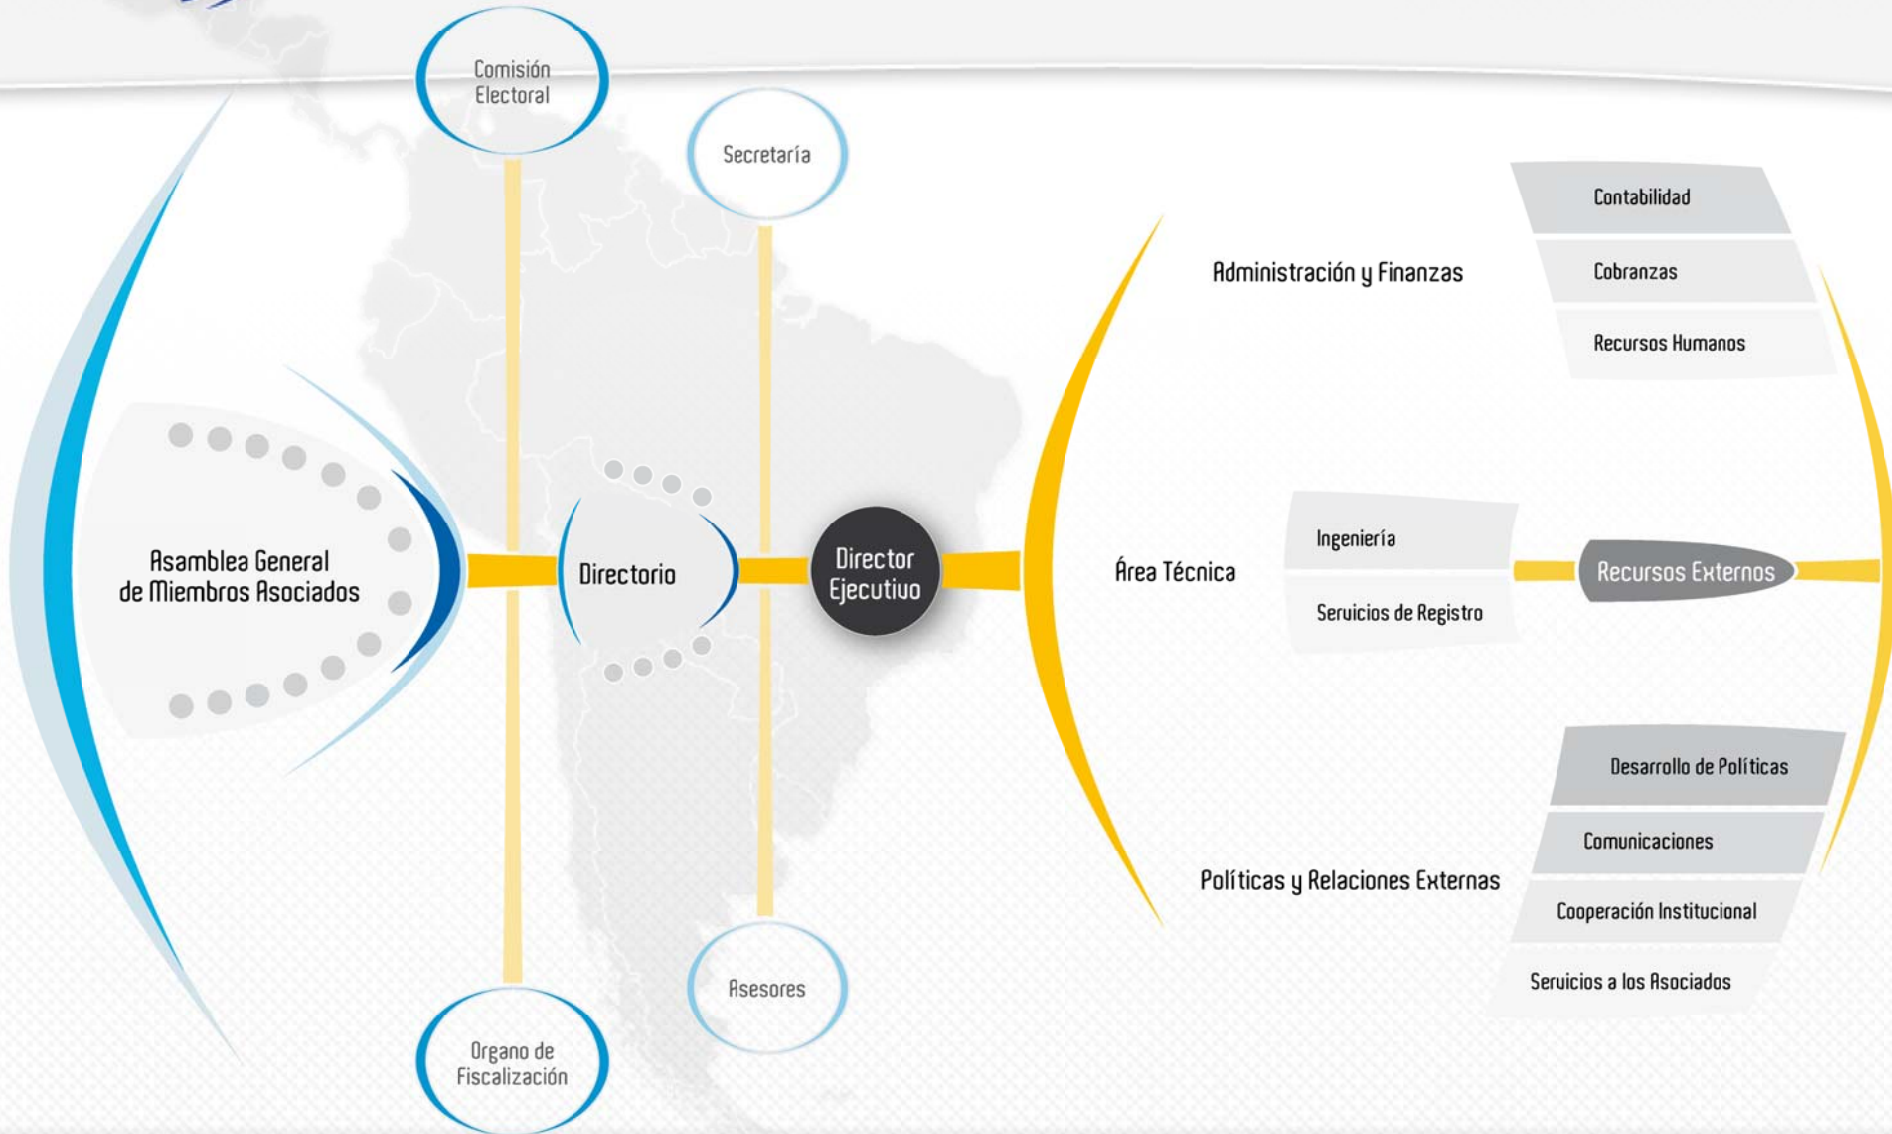 Comisión
Electoral
Secretaría
Contabilidad
Administración y Finanzas
Cobranzas
Recursos Humanos
Asamblea General
de Miembros Asociados
Directorio
Director
Ejecutivo
Área Técnica
Ingeniería
Servicios de Registro
Recursos Externos
Desarrollo de Políticas
Comunicaciones
Políticas y Relaciones Externas
Cooperación Institucional
Servicios a los Asociados
Asesores
Organo de
Fiscalización